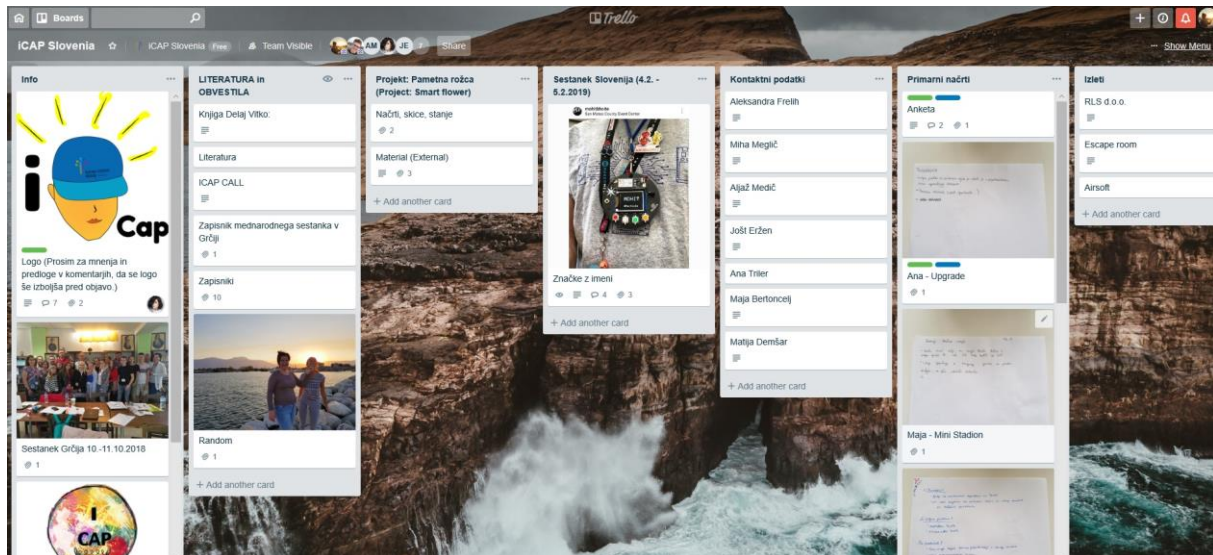 Boards
Trello
iCAP Slovenia
iCAP Slovenia Free
Team Visible
AM
JE
7
Share
Show Menu
Info
i
Cap
Logo (Prosim za mnenja in
predloge v komentarjih, da se logo
še izboljša pred objavo.)
7 2
Sestanek Grčija 10.-11.10.2018
1
I
CAP
LITERATURA in
OBVESTILA
Knjiga Delaj Vitko:
Literatura
ICAP CALL
Zapisnik mednarodnega sestanka v
Grčiji
1
Zapisniki
10
Random
1
+ Add another card
Projekt: Pametna rožca
(Project: Smart flower)
Načrti, skice, stanje
2
Material (External)
3
+ Add another card
Sestanek Slovenija (4.2. -
5.2.2019)
San Mateo County Event Center
Značke z imeni
4 3
+ Add another card
Kontaktni podatki
Aleksandra Frelih
Miha Meglič
Aljaž Medič
Jošt Eržen
Ana Triler
Maja Bertoncelj
Matija Demšar
+ Add another card
Primarni načrti
Anketa
2 1
Ana - Upgrade
1
Maja - Mini Stadion
1
Izleti
RLS d.o.o.
Escape room
Airsoft
+ Add another card